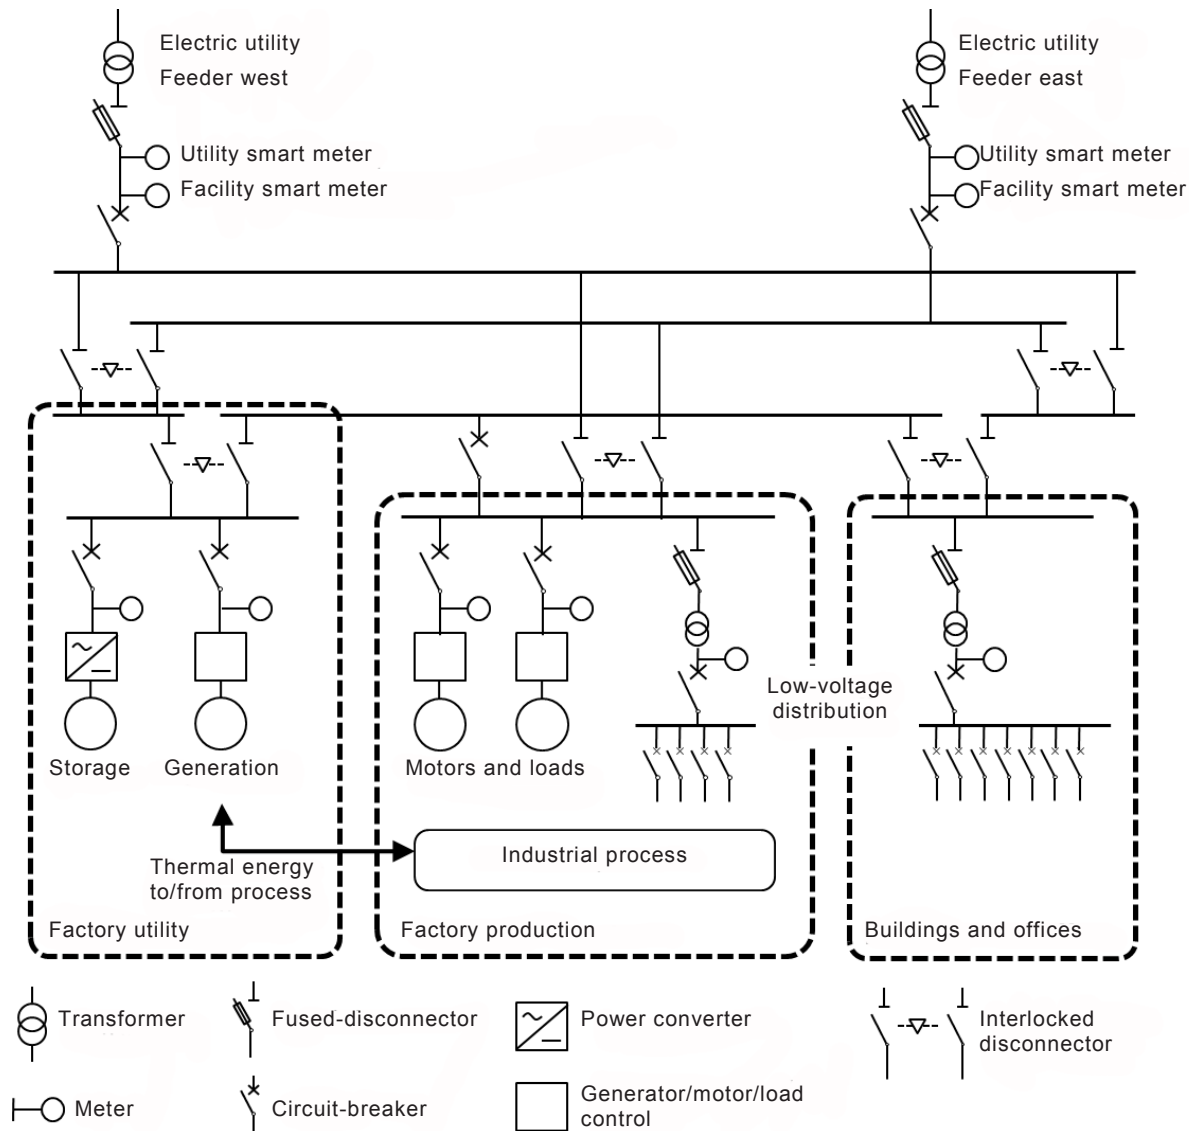 Electric utility
Feeder west
Electric utility
Feeder east
Utility smart meter
Facility smart meter
Utility smart meter
Facility smart meter
Low-voltage
distribution
Storage
Generation
Motors and loads
Thermal energy
to/from process
Industrial process
Factory utility
Factory production
Buildings and offices
Transformer
Fused-disconnector
Power converter
Interlocked
disconnector
Meter
Circuit-breaker
Generator/motor/load
control